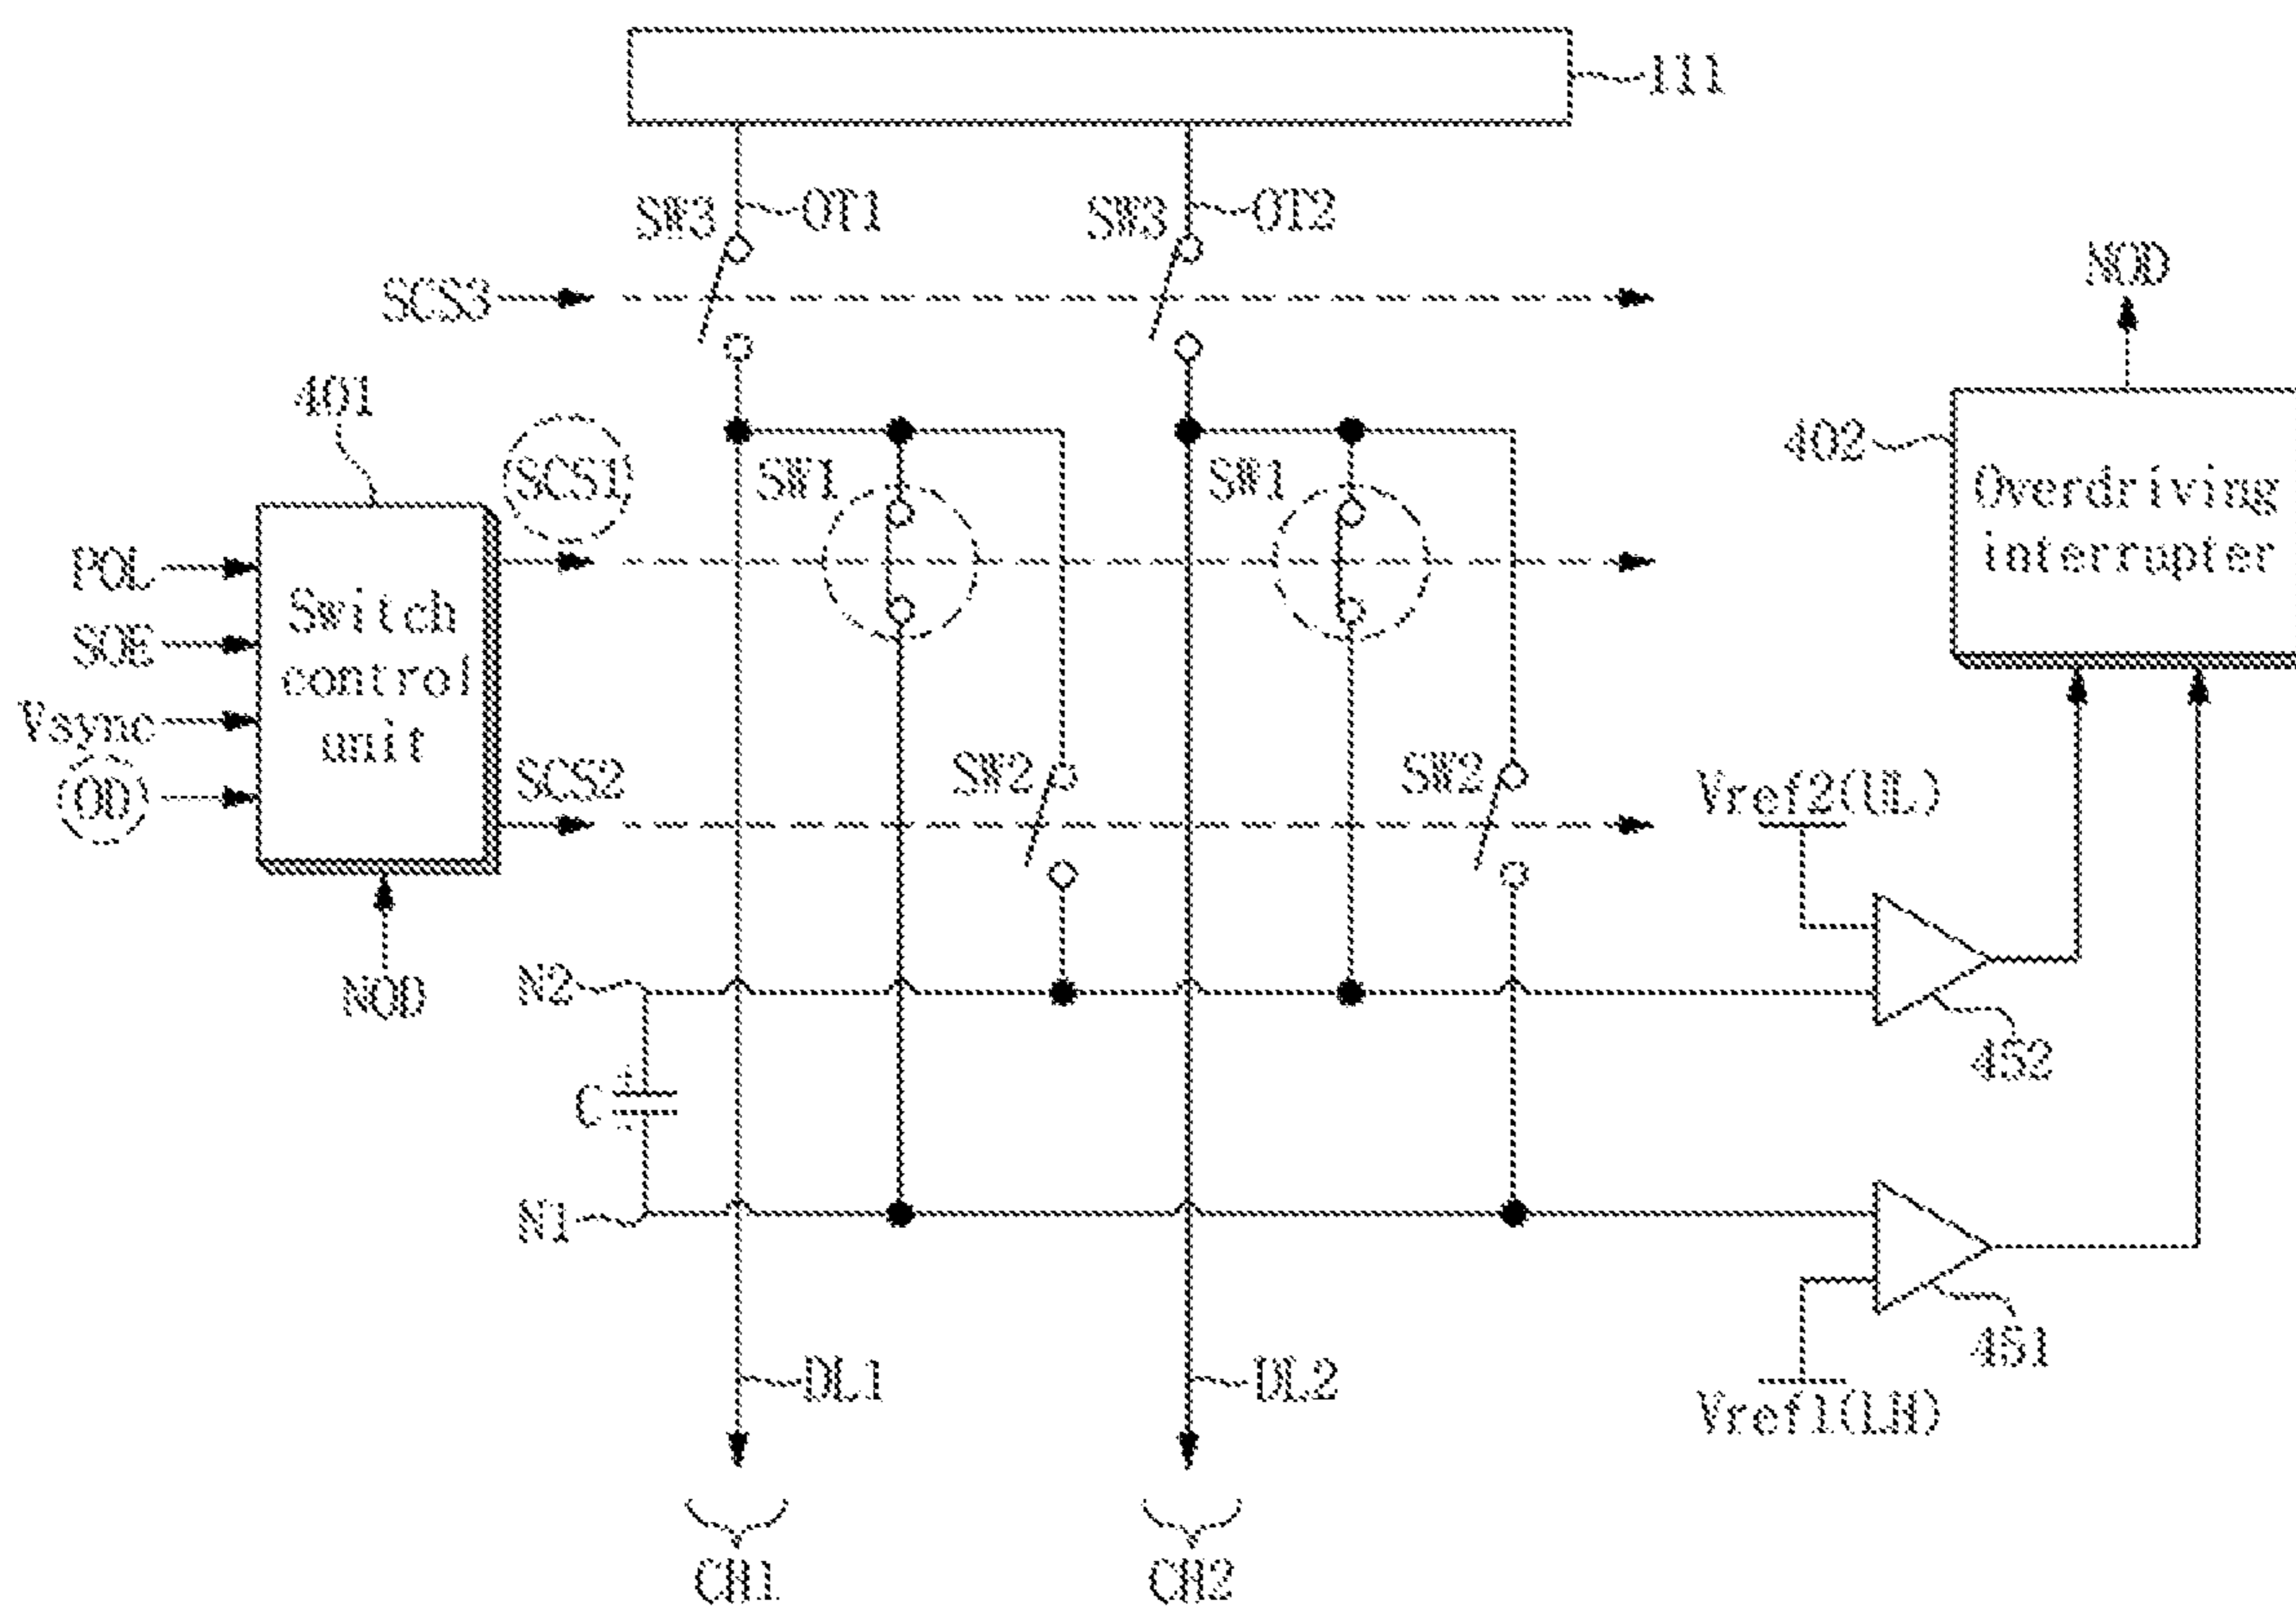 111
SW3
OT1
SW3
OT2
SCS3
NOD
401
402
SCS1
SW1
SW1
Overdriving
interrupter
POL
SOE
Vsync
OD
Switch
control
unit
SCS2
SW2
SW2
Vref2(UL)
NOD
N2
452
C
+
-
N1
451
DL1
DL2
Vref1(LH)
CH1
CH2